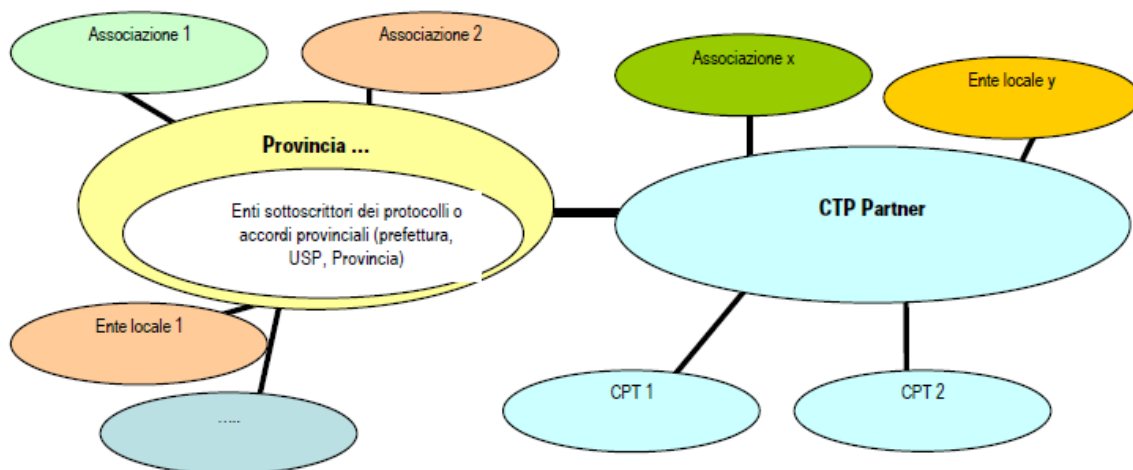 Associazione 1
Associazione 2
Associazione x
Ente locale y
Provincia ...
CTP Partner
Enti sottoscrittori dei protocolli o
accordi provinciali (prefettura,
USP, Provincia)
Ente locale 1
.....
CPT 1
CPT 2